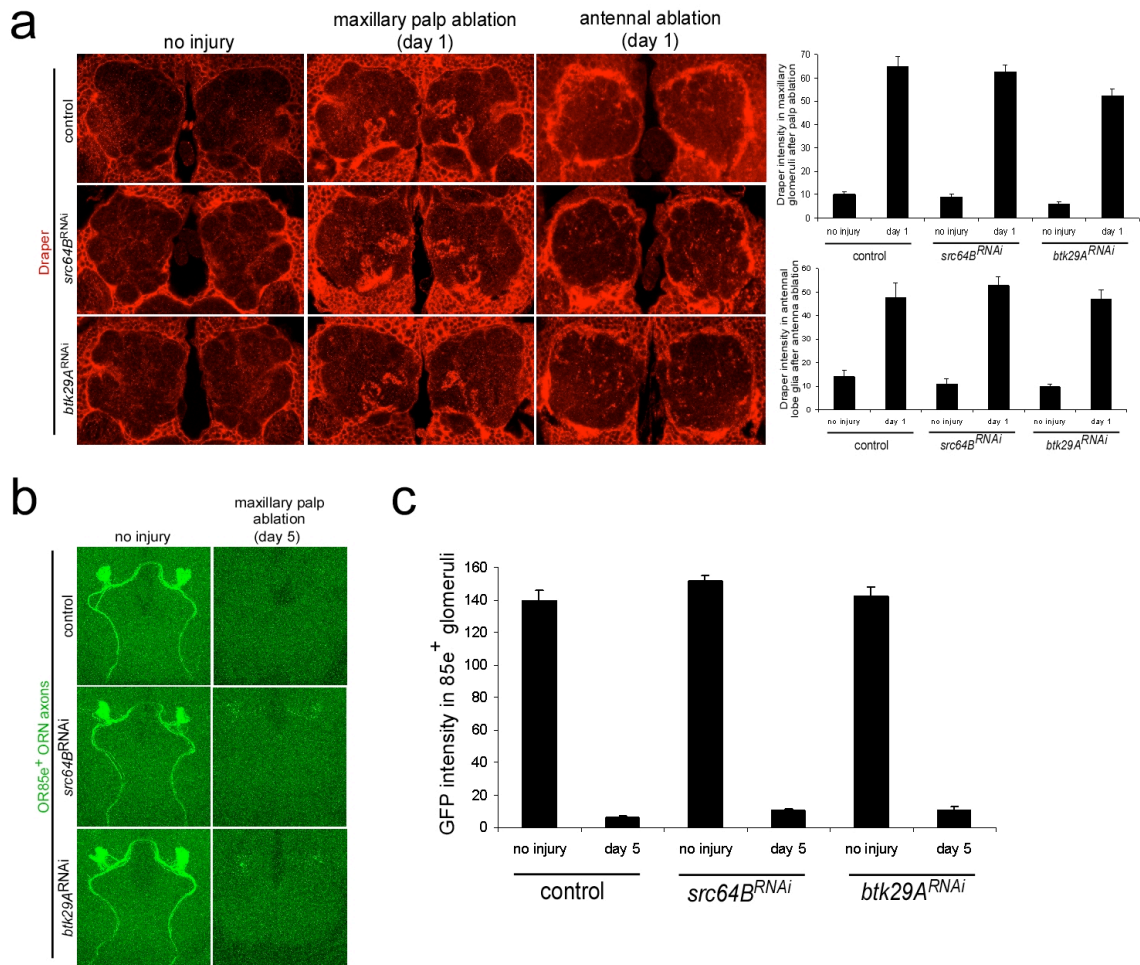 a
no injury
maxillary palp ablation
(day 1)
antennal ablation
(day 1)
Draper
control
src64B^RNAi
btk29A^RNAi
Draper intensity in maxillary
glomeruli after palp ablation
70
60
50
40
30
20
10
0
no injury day 1 no injury day 1 no injury day 1
control src64B^RNAi btk29A^RNAi
Draper intensity in antennal
lobe glia after antenna ablation
60
50
40
30
20
10
0
no injury day 1 no injury day 1 no injury day 1
control src64B^RNAi btk29A^RNAi
b
no injury
maxillary palp
ablation
(day 5)
OR85e+ ORN axons
control
src64B^RNAi
btk29A^RNAi
c
GFP intensity in 85e+ glomeruli
160
140
120
100
80
60
40
20
0
no injury day 5 no injury day 5 no injury day 5
control src64B^RNAi btk29A^RNAi